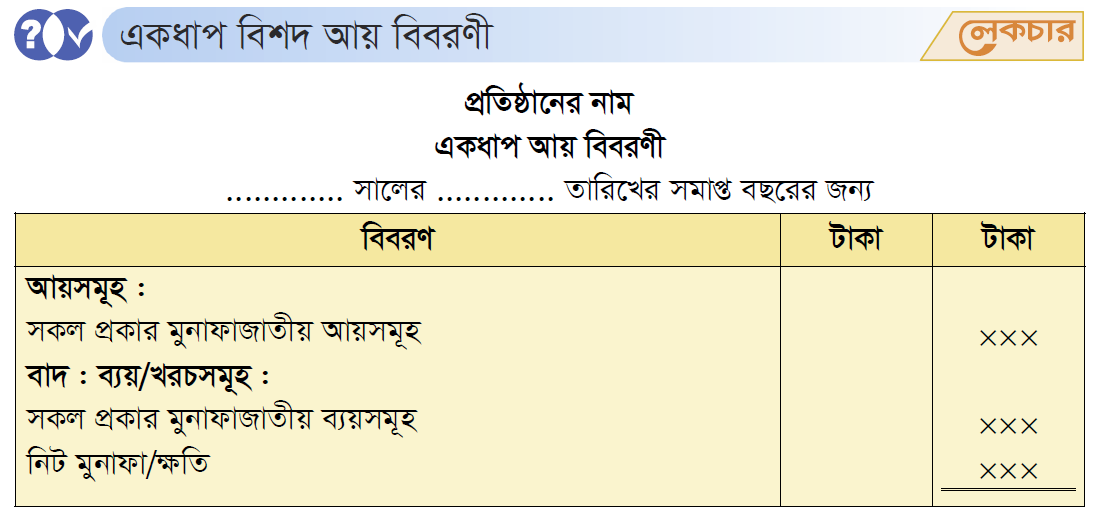 ?
একধাপ বিশদ আয় বিবরণী
লেকচার
প্রতিষ্ঠানের নাম
একধাপ আয় বিবরণী
............. সালের ............. তারিখের সমাপ্ত বছরের জন্য
বিবরণ টাকা টাকা
আয়সমূহ :
সকল প্রকার মুনাফাজাতীয় আয়সমূহ ×××
বাদ : ব্যয়/খরচসমূহ :
সকল প্রকার মুনাফাজাতীয় ব্যয়সমূহ ×××
নিট মুনাফা/ক্ষতি ×××